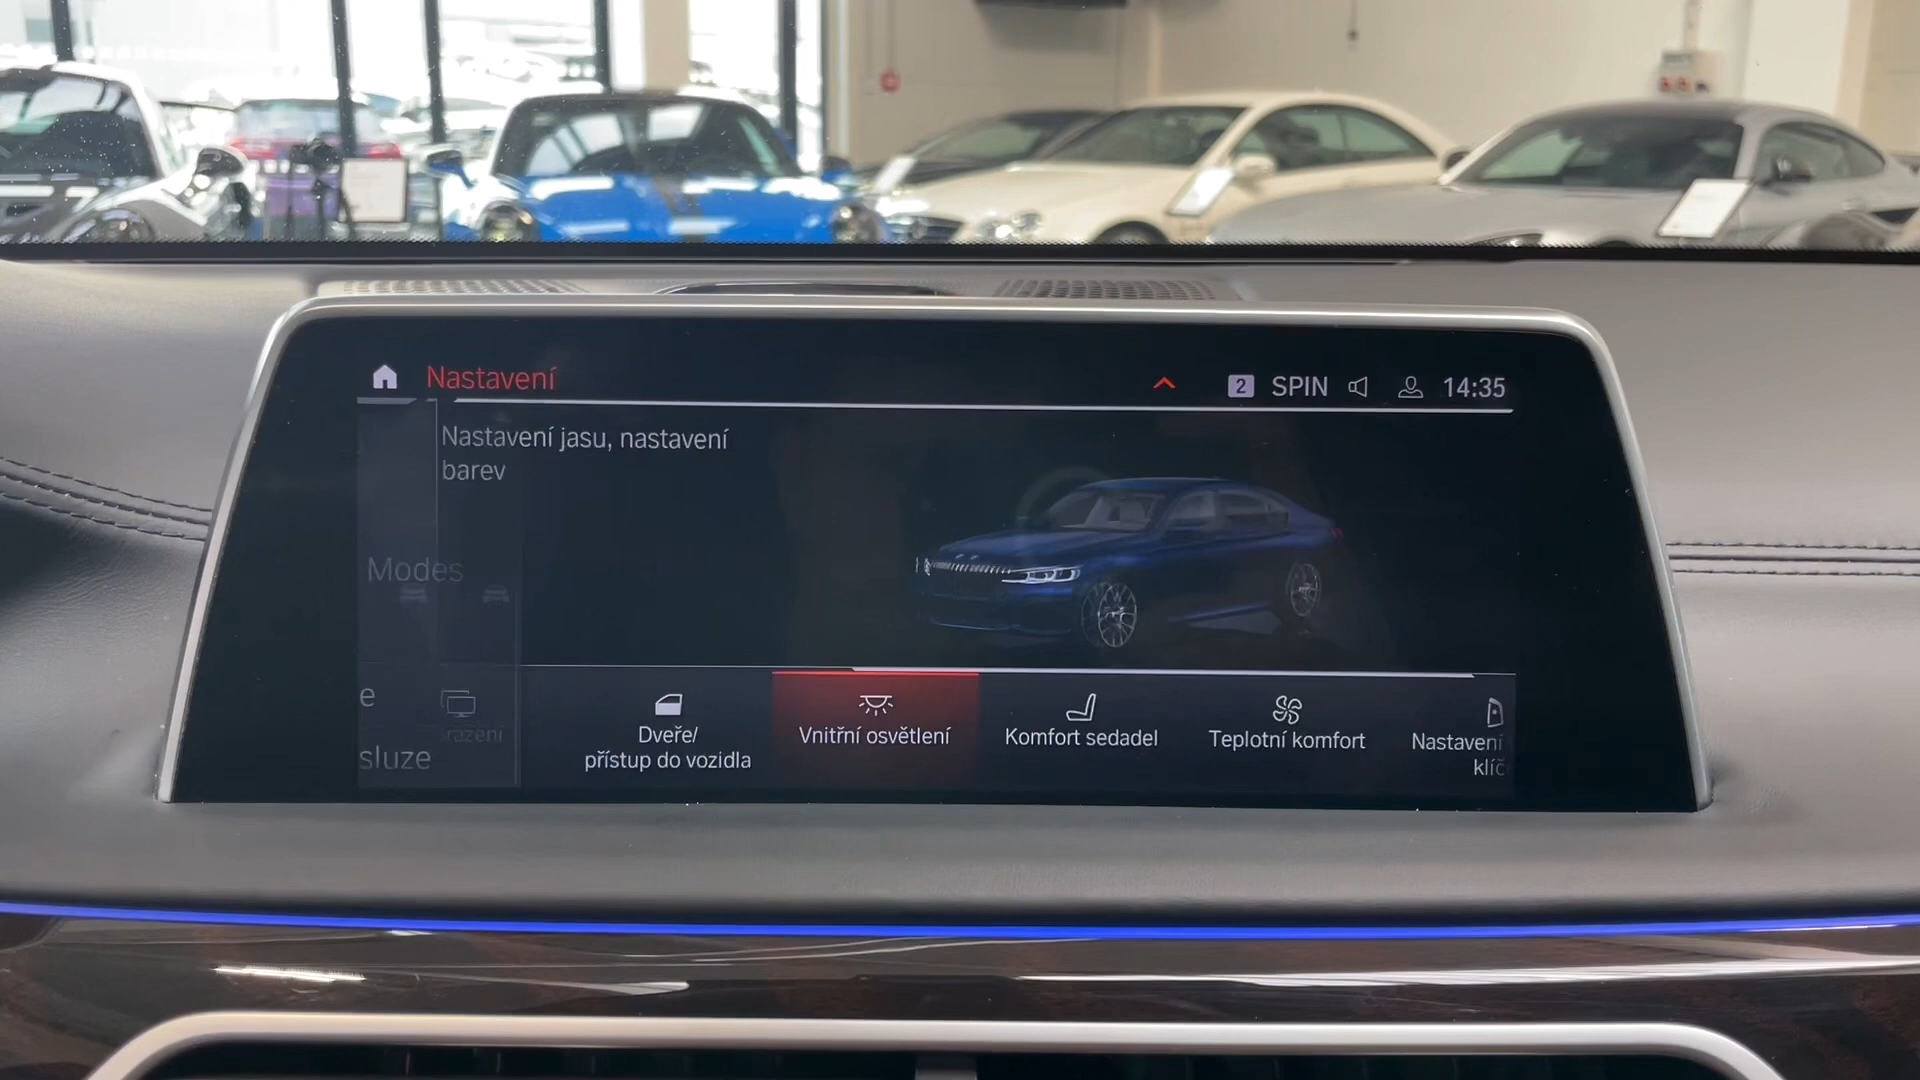 Nastavení
2 SPIN 14:35
Nastavení jasu, nastavení
barev
Modes
e
sluze
Dveře/
přístup do vozidla
Vnitřní osvětlení
Komfort sedadel
Teplotní komfort
Nastavení
klíč